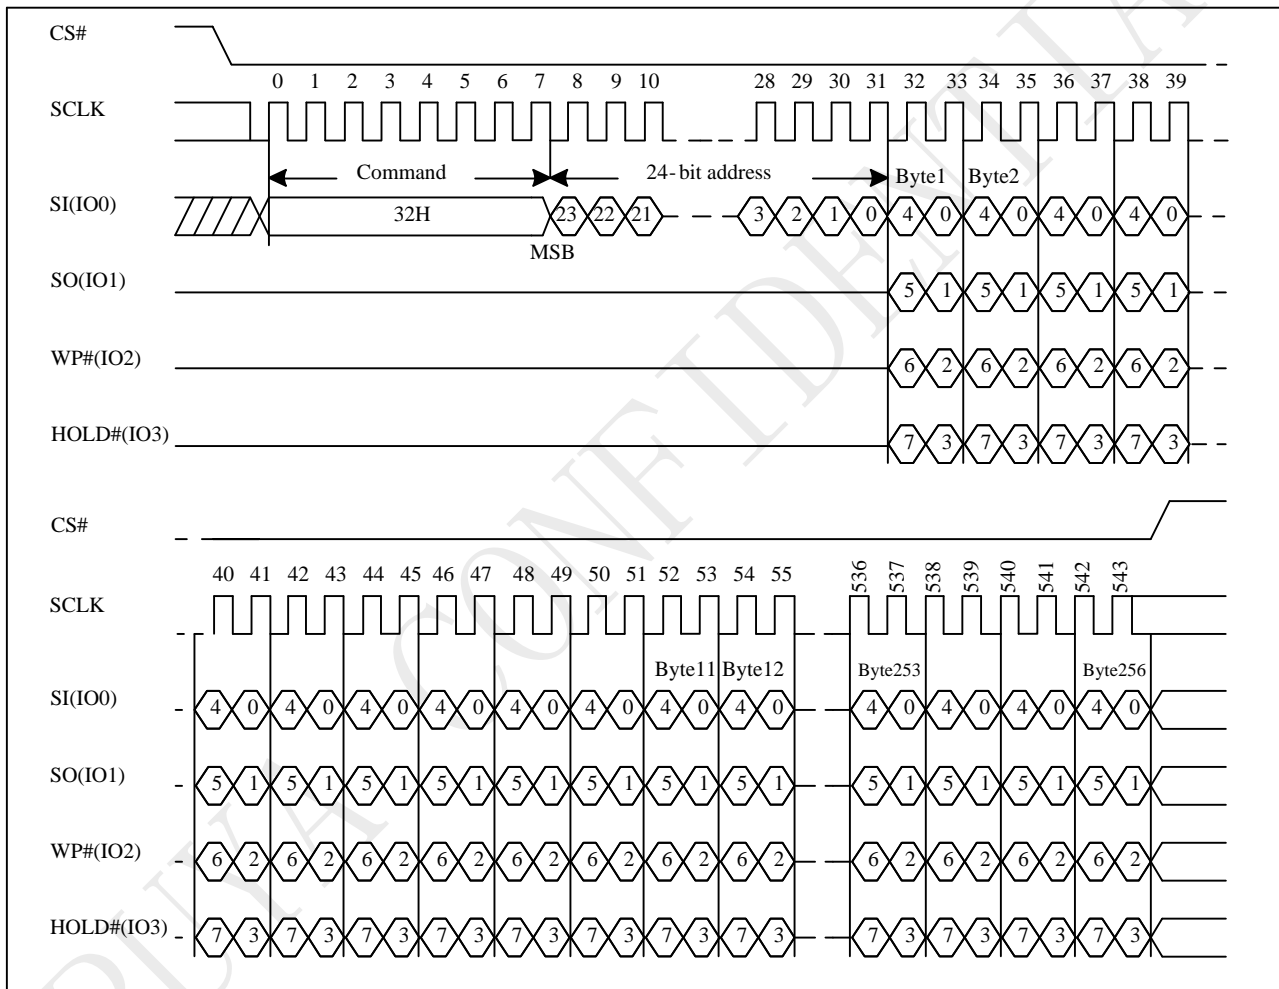 CS#
0 1 2 3 4 5 6 7 8 9 10 28 29 30 31 32 33 34 35 36 37 38 39
SCLK
Command 24-bit address Byte1 Byte2
SI(IO0) 32H 23 22 21 3 2 1 0 4 0 4 0 4 0 4 0
MSB
SO(IO1) 5 1 5 1 5 1 5 1
WP#(IO2) 6 2 6 2 6 2 6 2
HOLD#(IO3) 7 3 7 3 7 3 7 3
CS#
40 41 42 43 44 45 46 47 48 49 50 51 52 53 54 55 536 537 538 539 540 541 542 543
SCLK
Byte11 Byte12 Byte253 Byte256
SI(IO0) 4 0 4 0 4 0 4 0 4 0 4 0 4 0 4 0 4 0 4 0 4 0 4 0
SO(IO1) 5 1 5 1 5 1 5 1 5 1 5 1 5 1 5 1 5 1 5 1 5 1 5 1
WP#(IO2) 6 2 6 2 6 2 6 2 6 2 6 2 6 2 6 2 6 2 6 2 6 2 6 2
HOLD#(IO3) 7 3 7 3 7 3 7 3 7 3 7 3 7 3 7 3 7 3 7 3 7 3 7 3
PUYA CONFIDENTIA